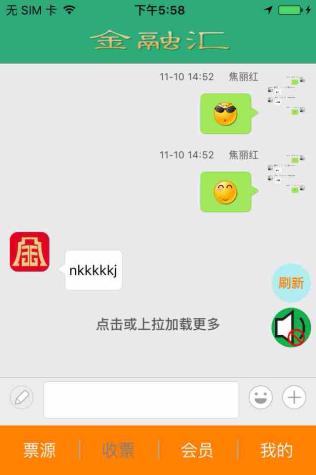 无 SIM 卡 下午5:58
金融汇
11-10 14:52 焦丽红
11-10 14:52 焦丽红
nkkkkkj
刷新
点击或上拉加载更多
票源 收票 会员 我的